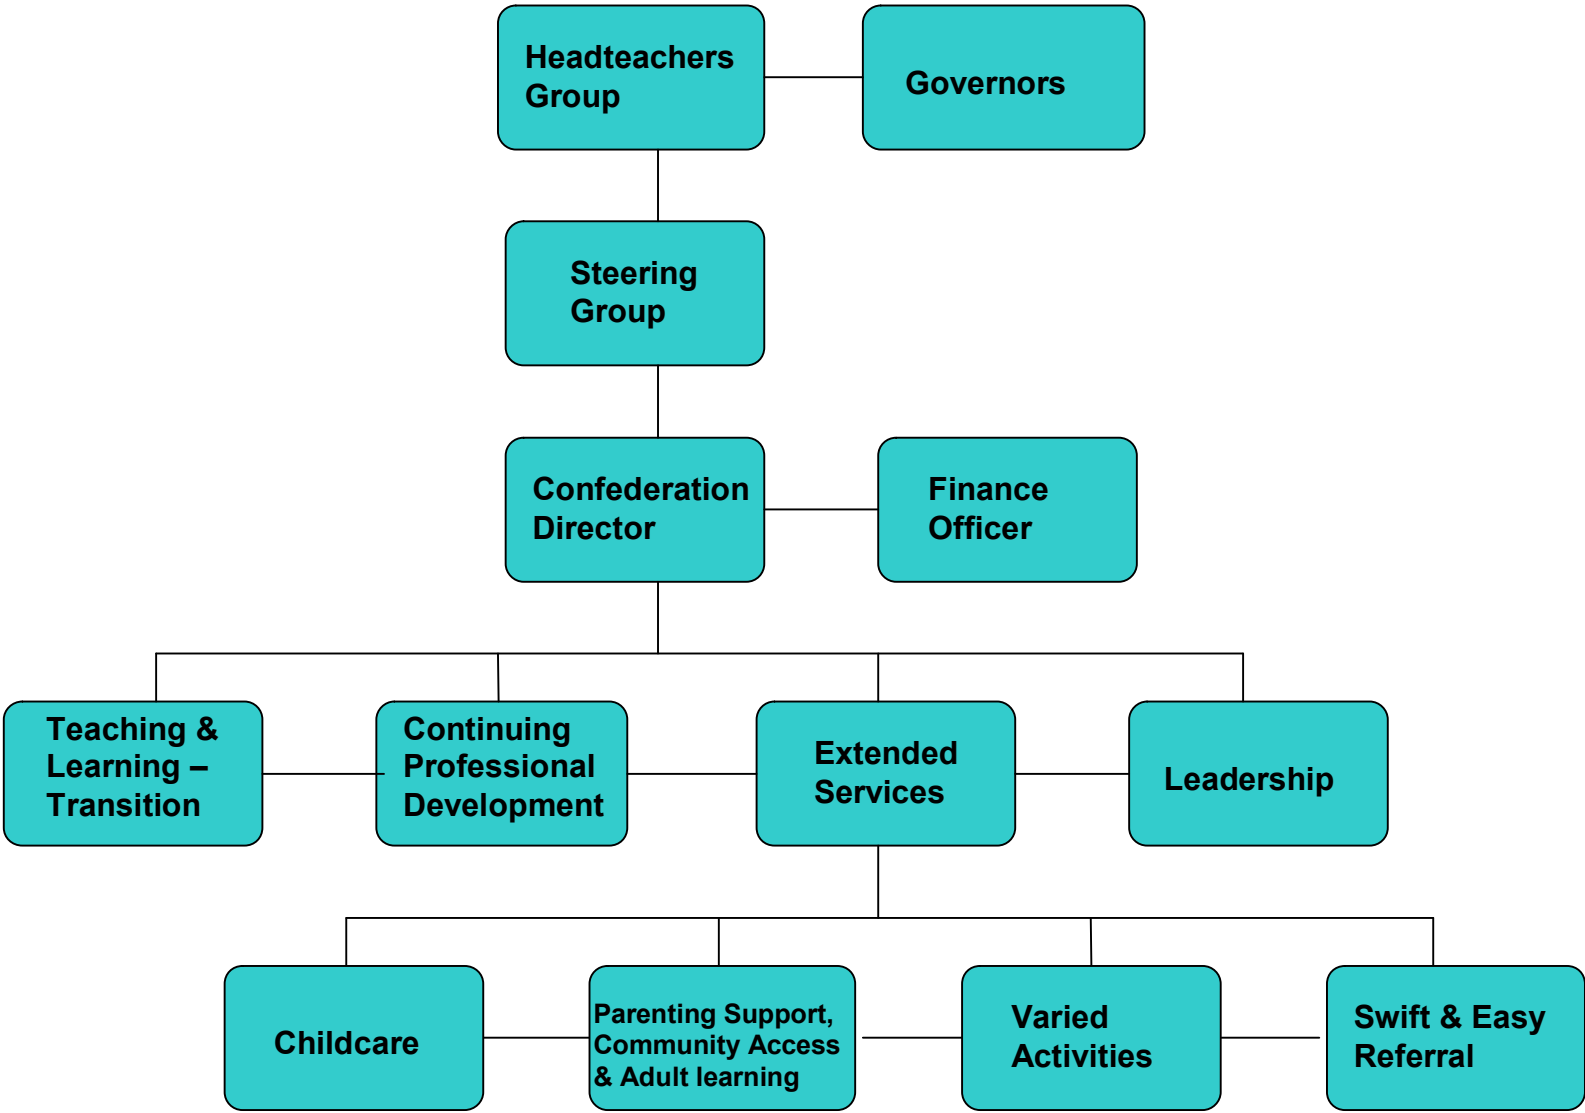 Headteachers
Group
Governors
Steering
Group
Confederation
Director
Finance
Officer
Teaching &
Learning –
Transition
Continuing
Professional
Development
Extended
Services
Leadership
Childcare
Parenting Support,
Community Access
& Adult learning
Varied
Activities
Swift & Easy
Referral